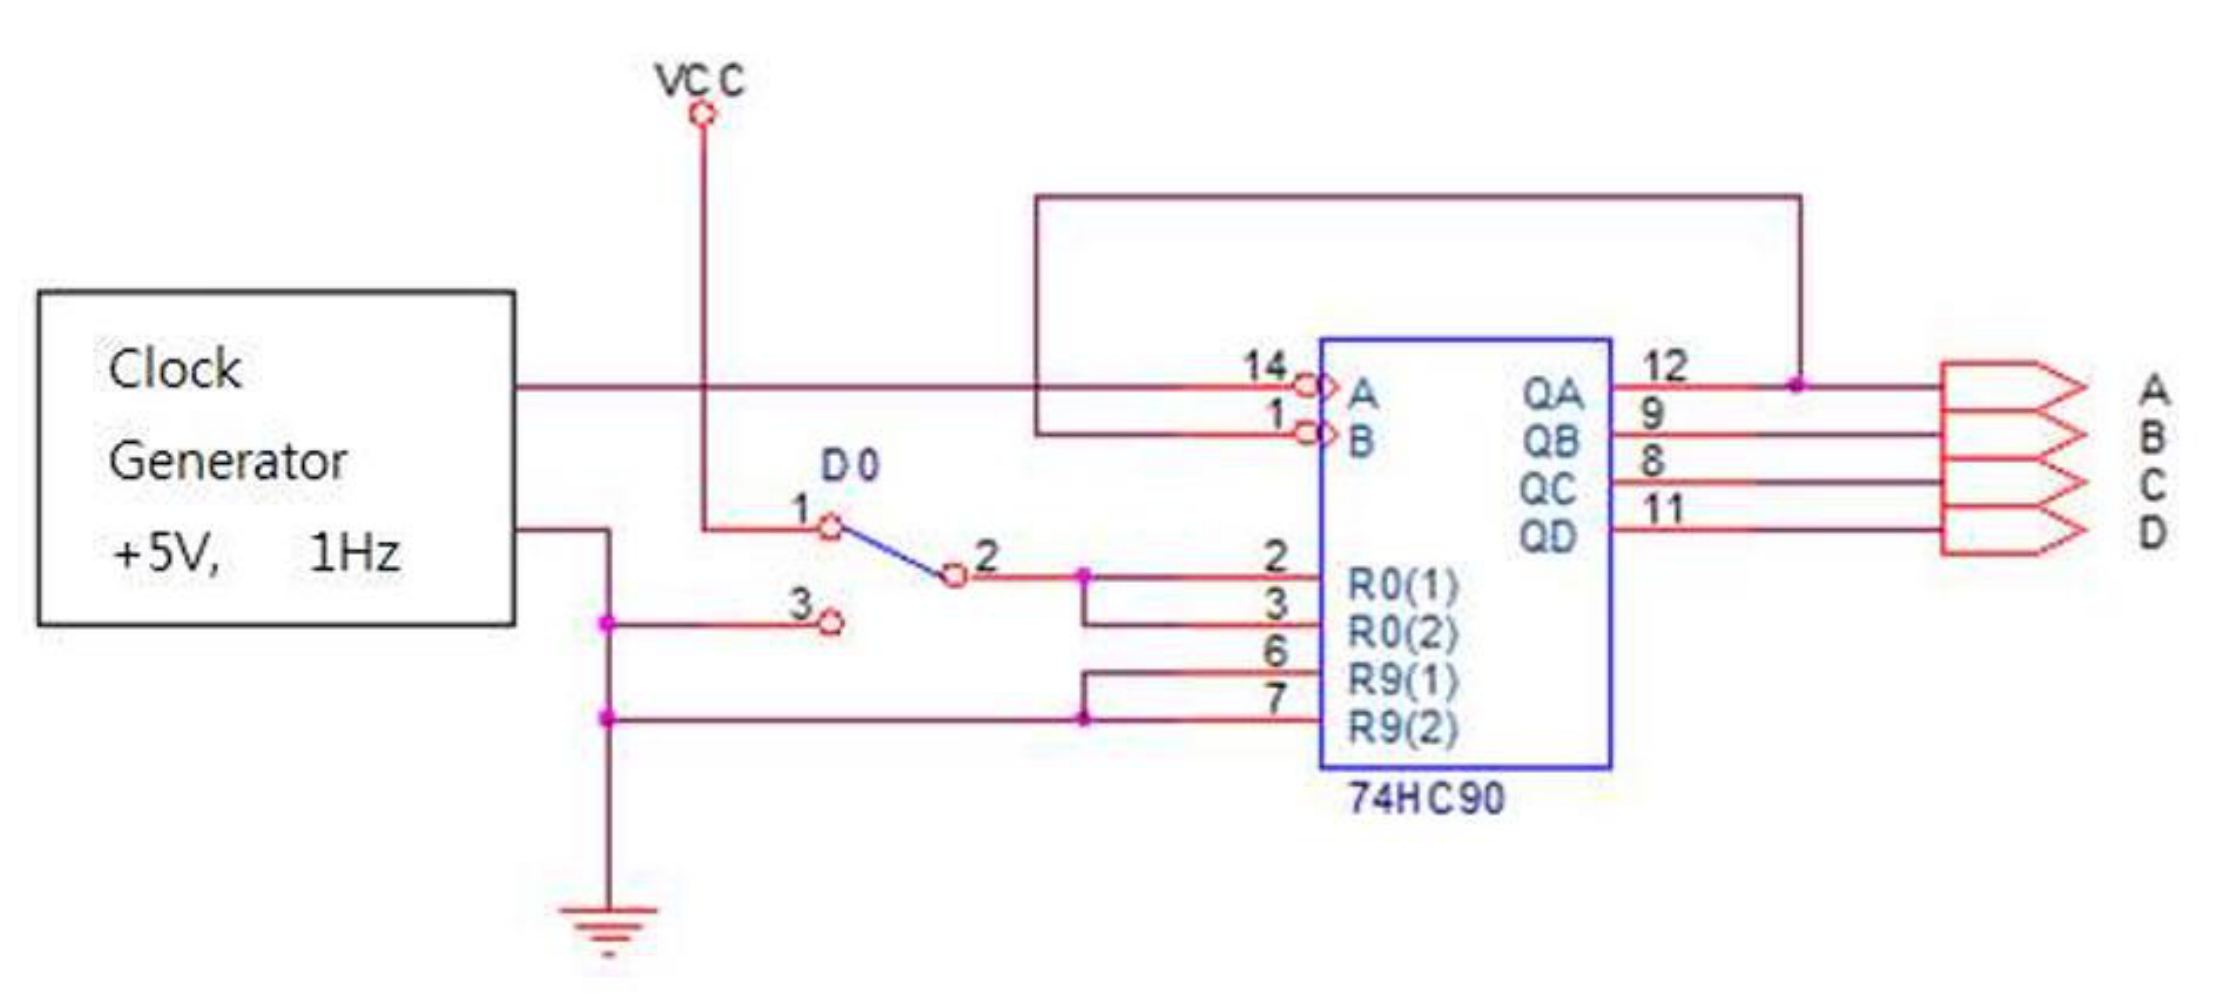 VCC
Clock
Generator
+5V, 1Hz
D0
1
2
3
14
1
2
3
6
7
A
B
R0(1)
R0(2)
R9(1)
R9(2)
QA
QB
QC
QD
12
9
8
11
A
B
C
D
74HC90